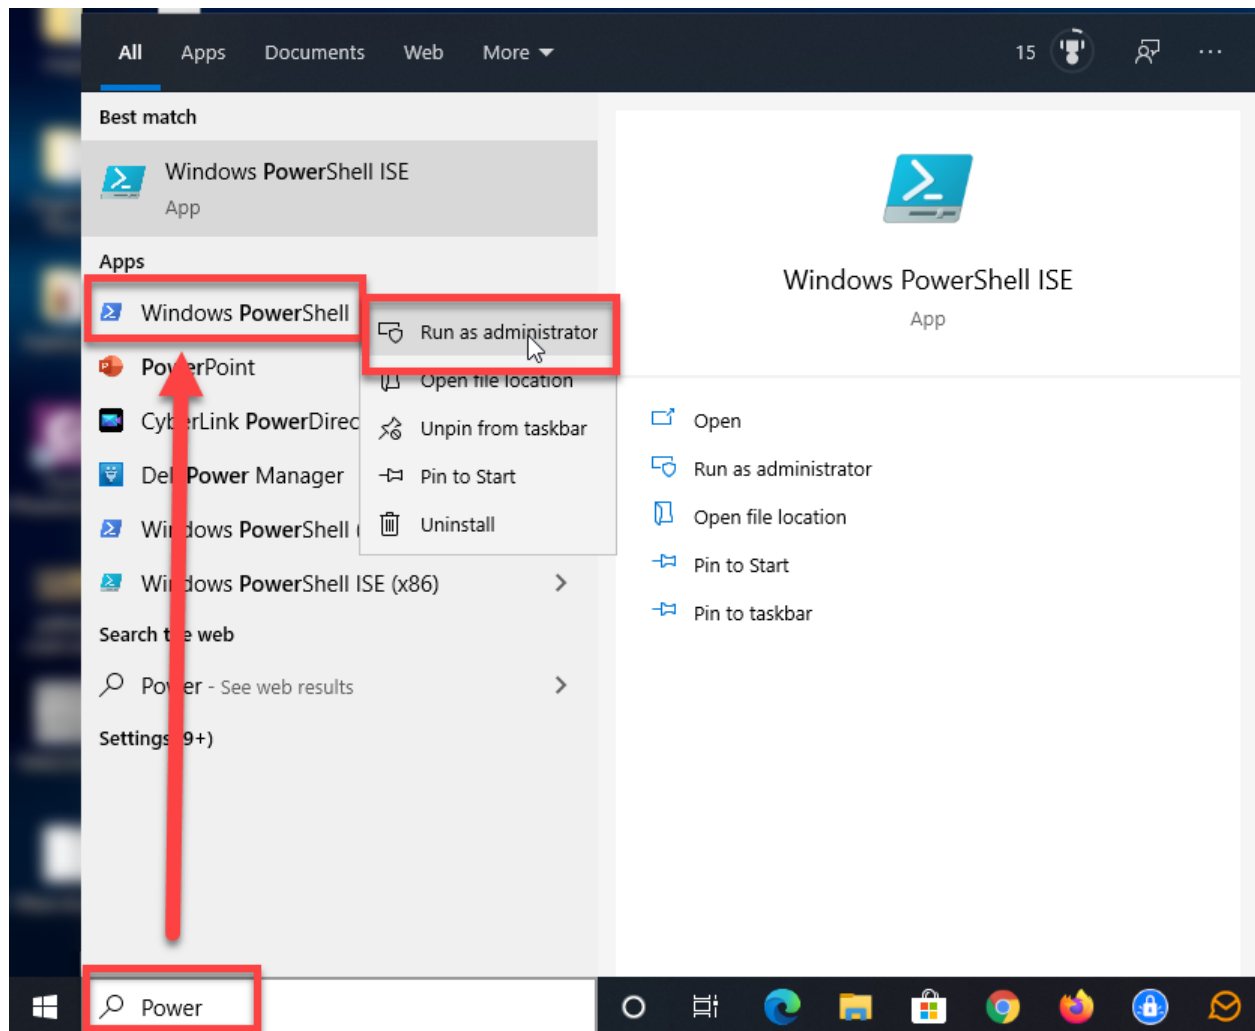 All Apps Documents Web More 15 ...
Best match
Windows PowerShell ISE
App
Apps
Windows PowerShell
PowerPoint
CyberLink PowerDirec
Dell Power Manager
Windows PowerShell (
Windows PowerShell ISE (x86)
Search the web
Power - See web results
Settings (9+)
Run as administrator
Open file location
Unpin from taskbar
Pin to Start
Uninstall
Windows PowerShell ISE
App
Open
Run as administrator
Open file location
Pin to Start
Pin to taskbar
Power